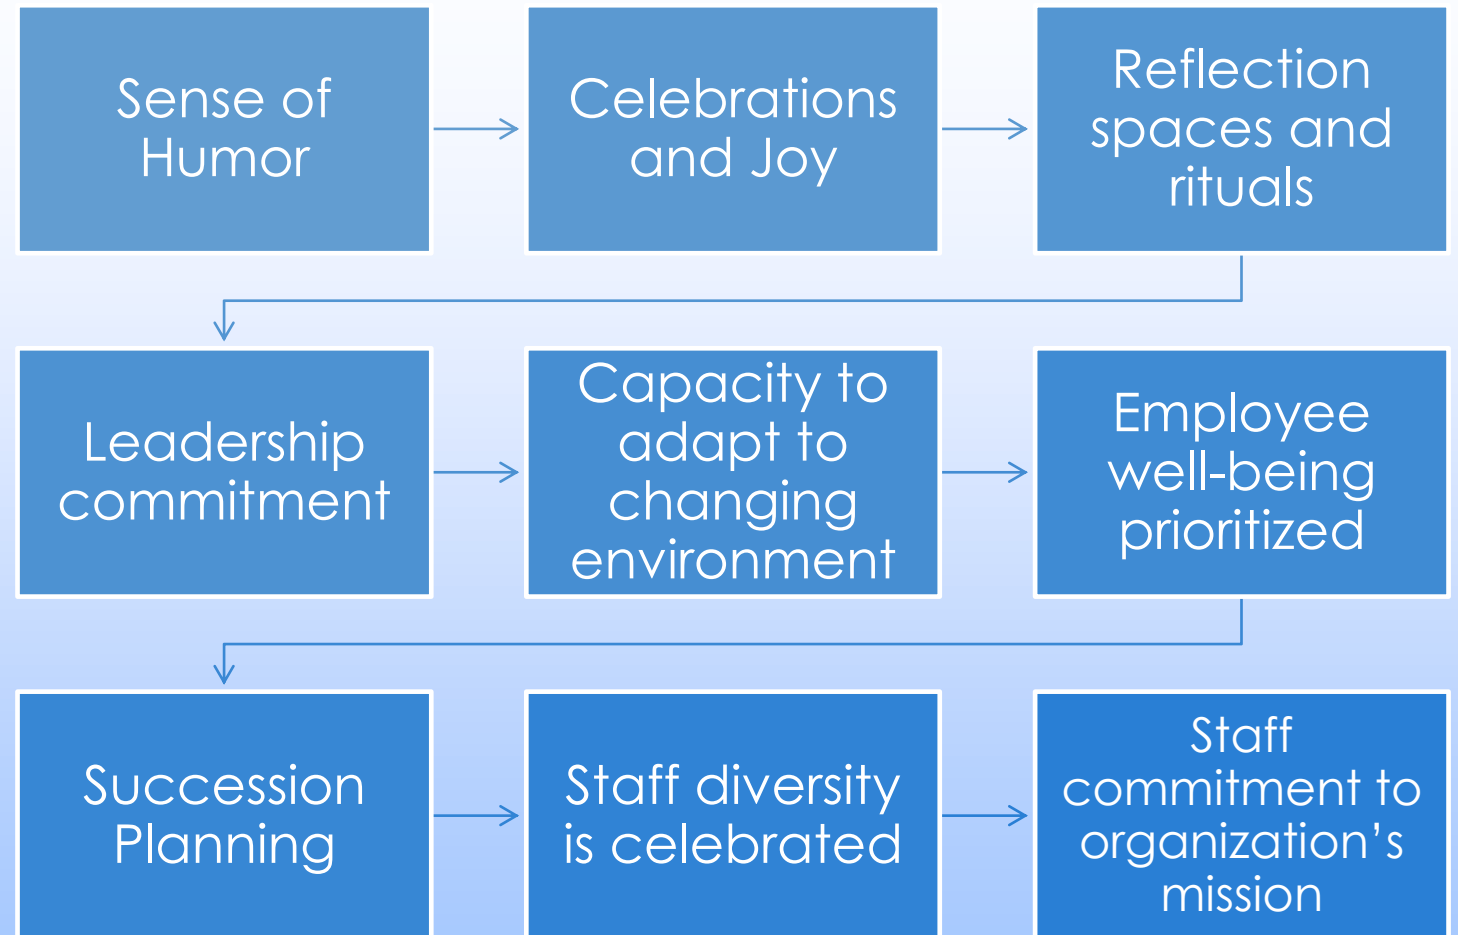 Sense of
Humor
Celebrations
and Joy
Reflection
spaces and
rituals
Leadership
commitment
Capacity to
adapt to
changing
environment
Employee
well-being
prioritized
Succession
Planning
Staff diversity
is celebrated
Staff
commitment to
organization’s
mission